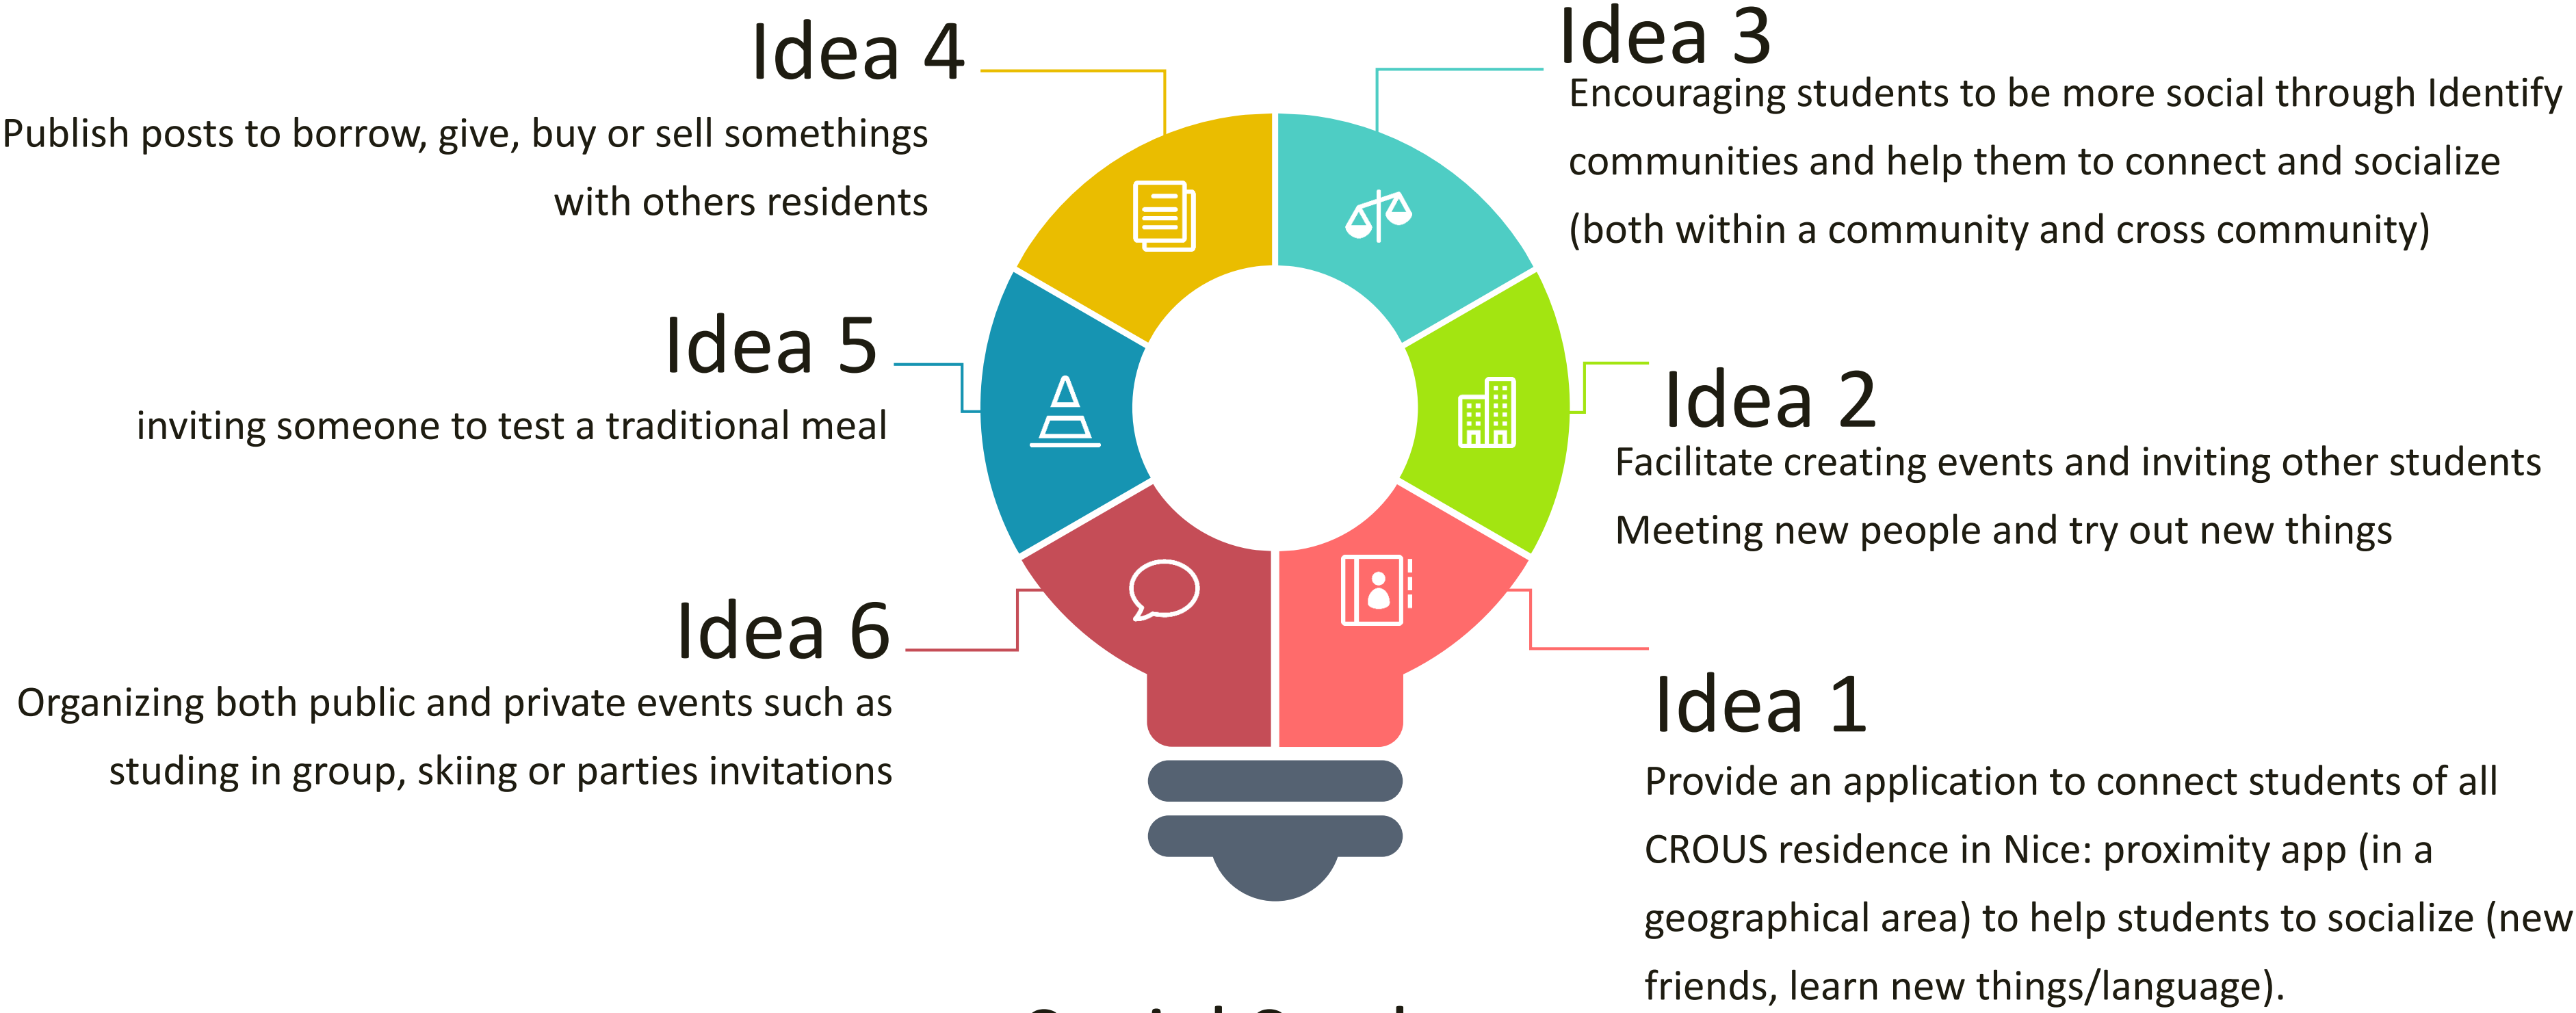 Idea 4
Publish posts to borrow, give, buy or sell somethings
with others residents
Idea 5
inviting someone to test a traditional meal
Idea 6
Organizing both public and private events such as
studing in group, skiing or parties invitations
Idea 3
Encouraging students to be more social through Identify
communities and help them to connect and socialize
(both within a community and cross community)
Idea 2
Facilitate creating events and inviting other students
Meeting new people and try out new things
Idea 1
Provide an application to connect students of all
CROUS residence in Nice: proximity app (in a
geographical area) to help students to socialize (new
friends, learn new things/language).